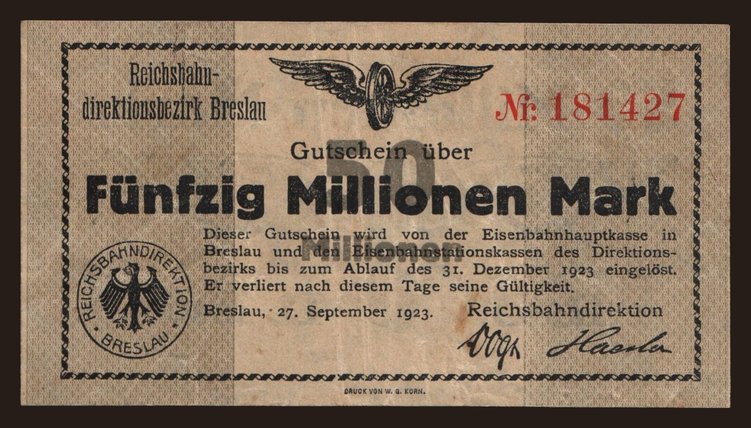 Reichsbahn-
direktionsbezirk Breslau
Nr. 181427
50
Millionen
Gutschein über
Fünfzig Millionen Mark
Dieser Gutschein wird von der Eisenbahnhauptkasse in
Breslau und den Eisenbahnstationskassen des Direktions-
bezirks bis zum Ablauf des 31. Dezember 1923 eingelöst.
Er verliert nach diesem Tage seine Gültigkeit.
Breslau, 27. September 1923. Reichsbahndirektion
REICHSBAHNDIREKTION
BRESLAU
DRUCK VON W. G. KORN.